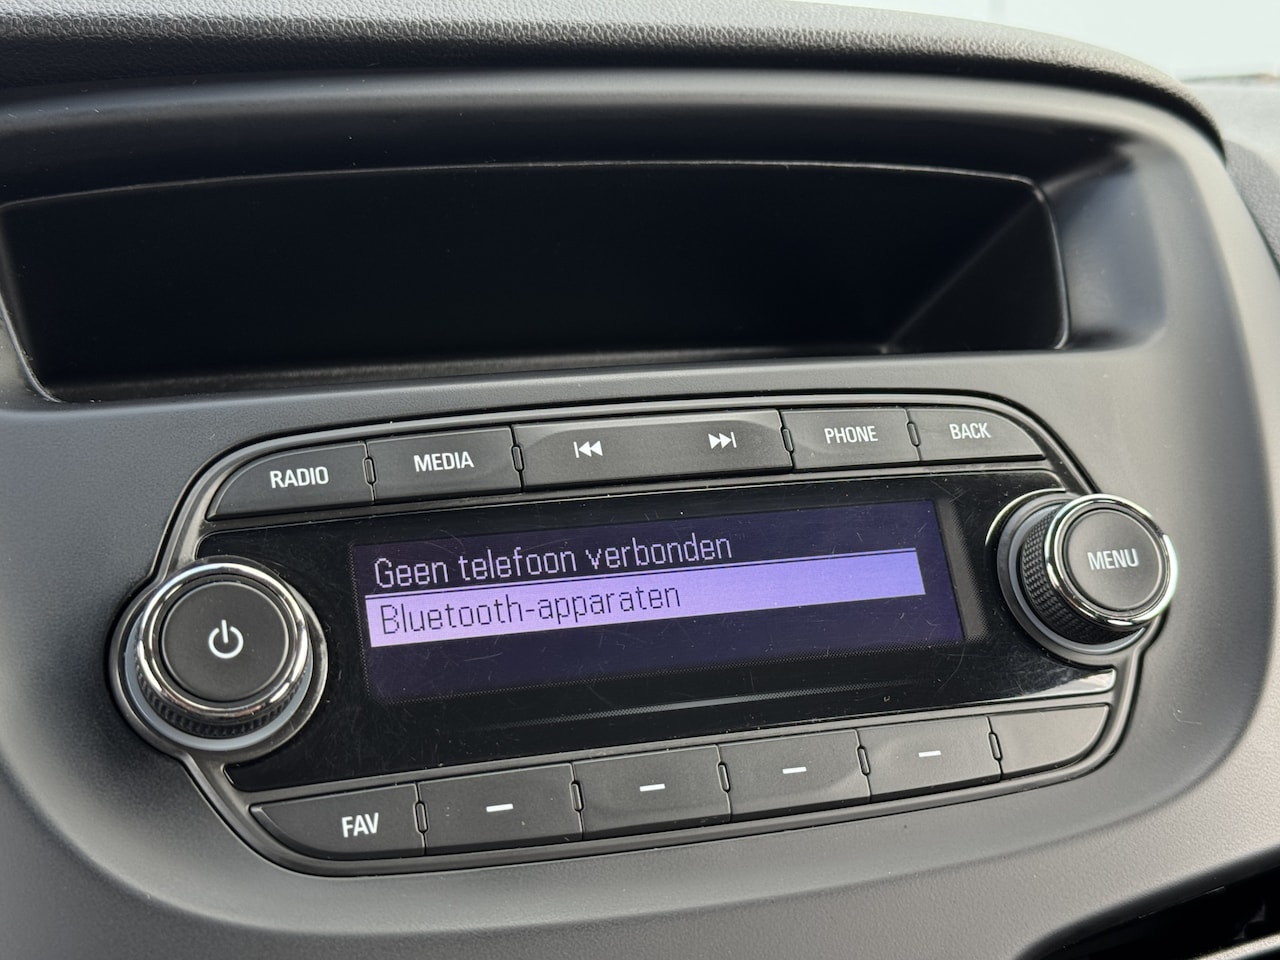 RADIO
MEDIA
PHONE
BACK
Geen telefoon verbonden
Bluetooth-apparaten
MENU
FAV